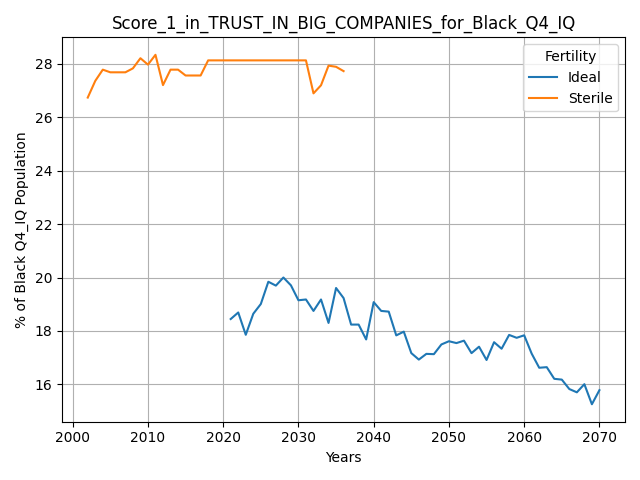 Score_1_in_TRUST_IN_BIG_COMPANIES_for_Black_Q4_IQ
Fertility
Ideal
Sterile
% of Black Q4_IQ Population
28
26
24
22
20
18
16
2000 2010 2020 2030 2040 2050 2060 2070
Years